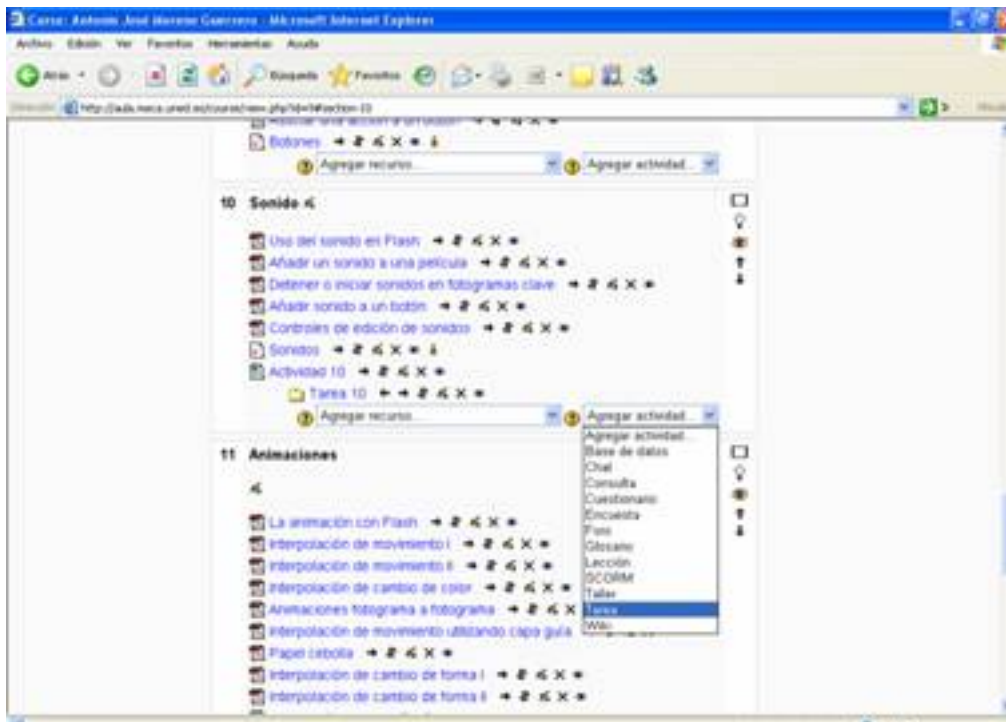 Curso: Antonio José Moreno Guerrero - Microsoft Internet Explorer
Archivo Edición Ver Favoritos Herramientas Ayuda
Atrás Búsqueda Favoritos
Botones
Agregar recurso... Agregar actividad...
10 Sonido
Uso del sonido en Flash
Añadir un sonido a una película
Detener o iniciar sonidos en fotogramas clave
Añadir sonido a un botón
Controles de edición de sonidos
Sonidos
Actividad 10
Tarea 10
Agregar recurso... Agregar actividad...
Agregar actividad...
Base de datos
Chat
Consulta
Cuestionario
Encuesta
Foro
Glosario
Lección
SCORM
Taller
Tarea
Wiki
11 Animaciones
La animación con Flash
Interpolación de movimiento I
Interpolación de movimiento II
Interpolación de cambio de color
Animaciones fotograma a fotograma
Interpolación de movimiento utilizando capa guía
Papel cebolla
Interpolación de cambio de forma I
Interpolación de cambio de forma II